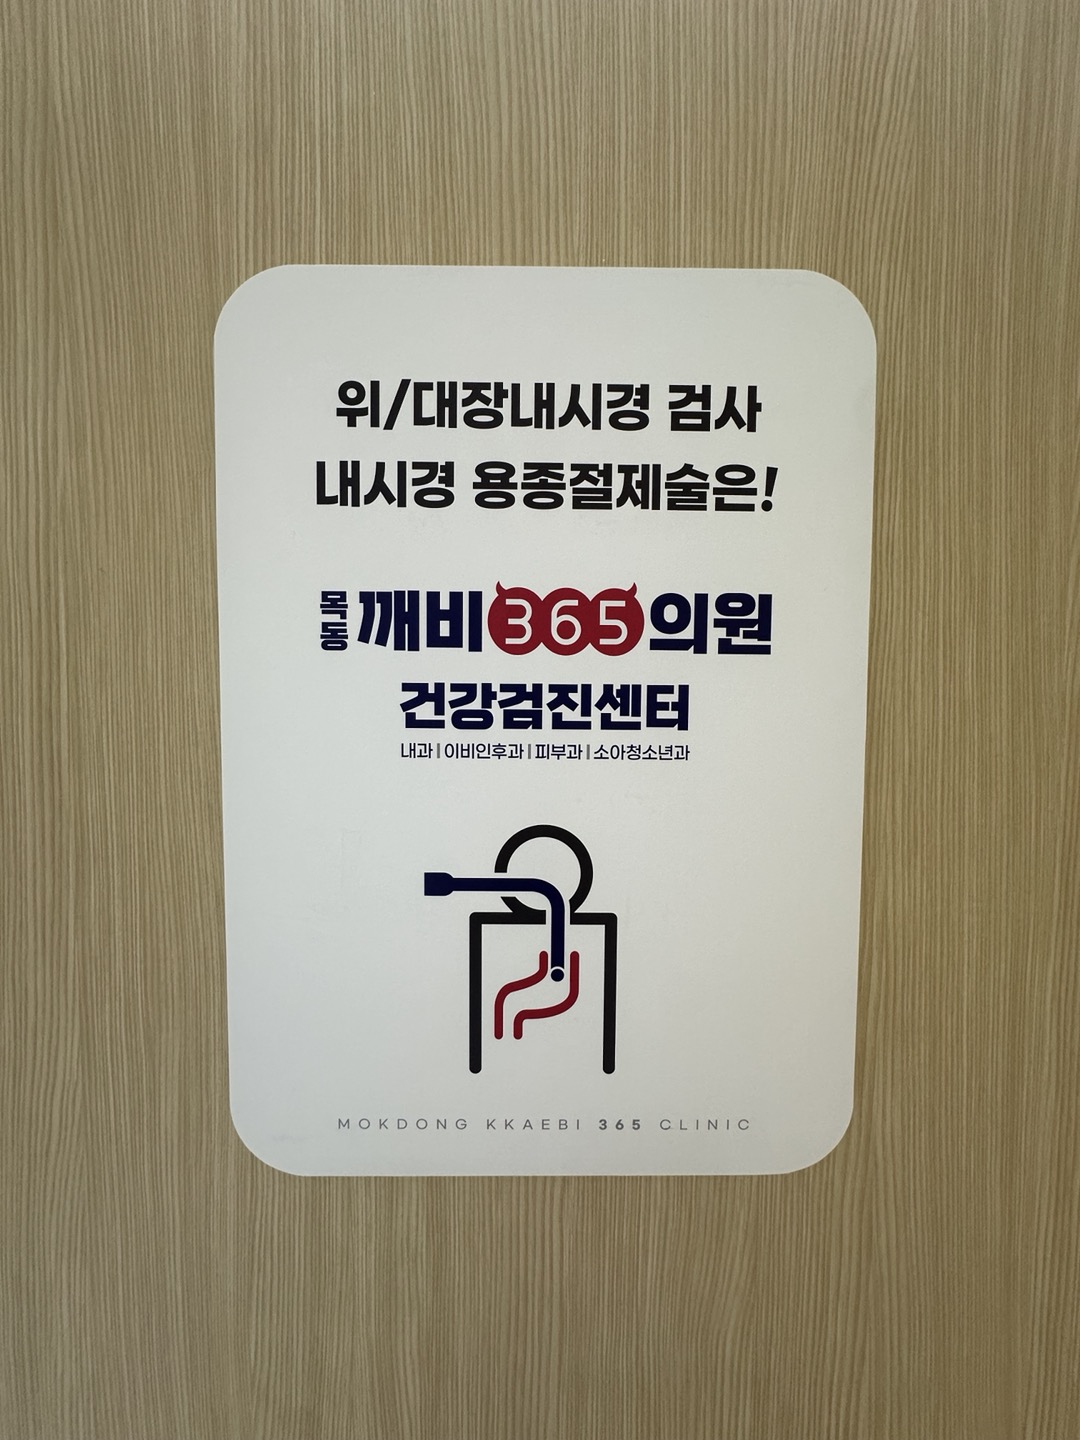 위/대장내시경 검사
내시경 용종절제술은!
목동 깨비365의원
건강검진센터
내과 | 이비인후과 | 피부과 | 소아청소년과
MOKDONG KKAEBI 365 CLINIC